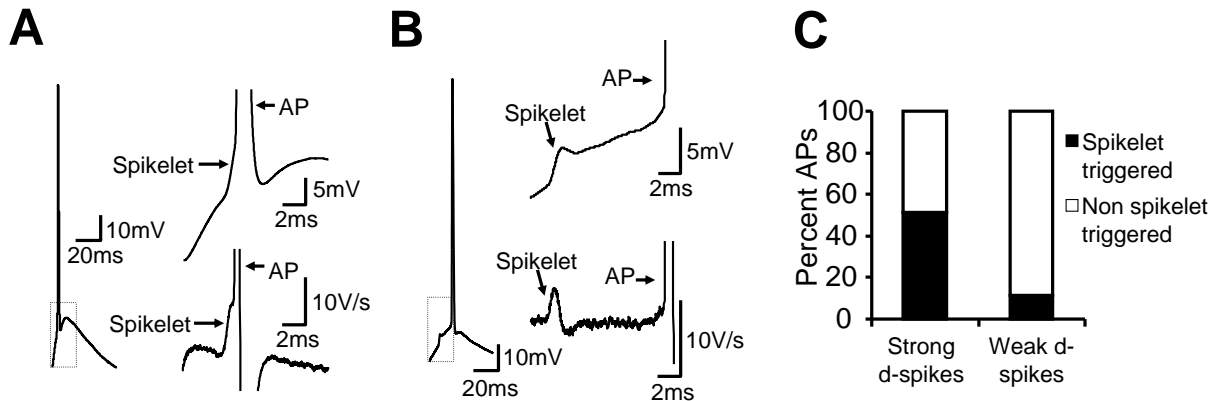 A
AP
Spikelet
5mV
2ms
10mV
20ms
AP
10V/s
Spikelet
2ms
B
AP
Spikelet
5mV
2ms
Spikelet
AP
10V/s
10mV
20ms
2ms
C
Percent APs
100
80
60
40
20
0
Strong
d-spikes
Weak d-
spikes
Spikelet
triggered
Non spikelet
triggered